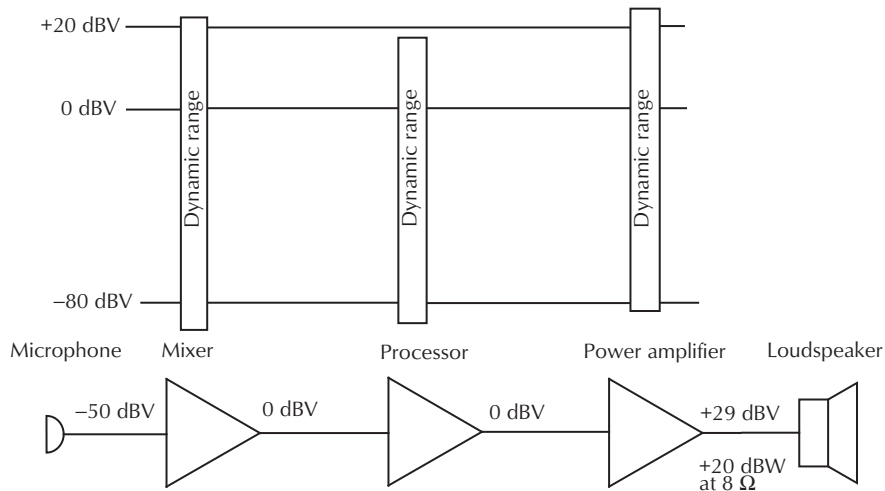 +20 dBV
0 dBV
−80 dBV
Dynamic range
Dynamic range
Dynamic range
Microphone
Mixer
Processor
Power amplifier
Loudspeaker
−50 dBV
0 dBV
0 dBV
+29 dBV
+20 dBW
at 8 Ω